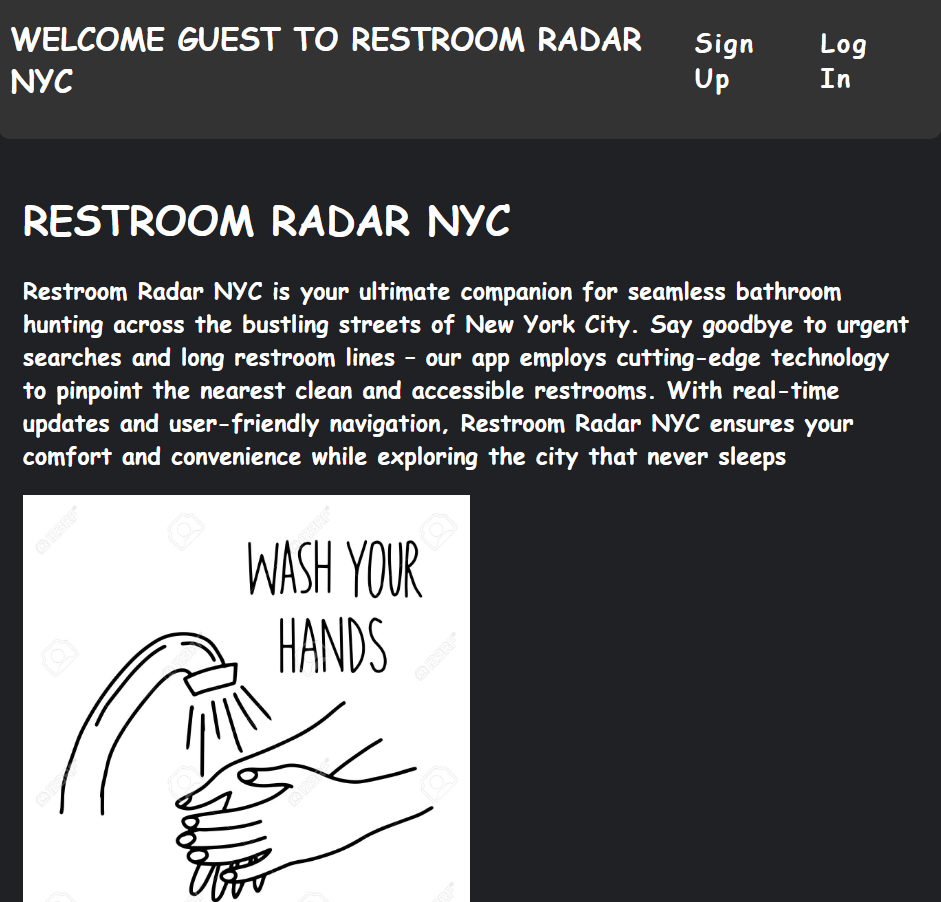 WELCOME GUEST TO RESTROOM RADAR
NYC
Sign
Up
Log
In
RESTROOM RADAR NYC
Restroom Radar NYC is your ultimate companion for seamless bathroom
hunting across the bustling streets of New York City. Say goodbye to urgent
searches and long restroom lines - our app employs cutting-edge technology
to pinpoint the nearest clean and accessible restrooms. With real-time
updates and user-friendly navigation, Restroom Radar NYC ensures your
comfort and convenience while exploring the city that never sleeps
WASH YOUR
HANDS